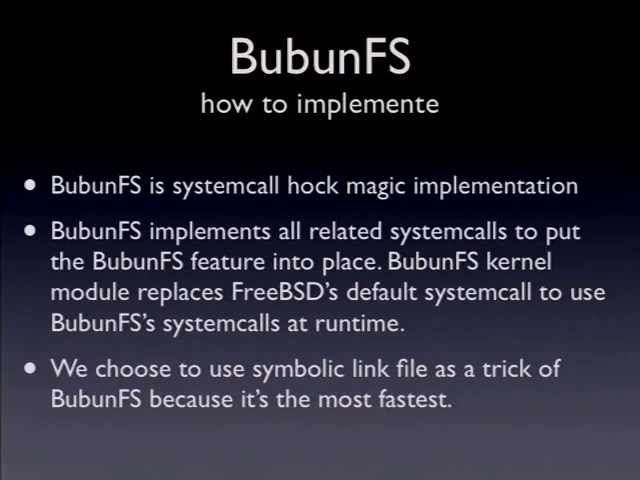 BubunFS
how to implemente
• BubunFS is systemcall hock magic implementation
• BubunFS implements all related systemcalls to put
the BubunFS feature into place. BubunFS kernel
module replaces FreeBSD's default systemcall to use
BubunFS's systemcalls at runtime.
• We choose to use symbolic link file as a trick of
BubunFS because it's the most fastest.